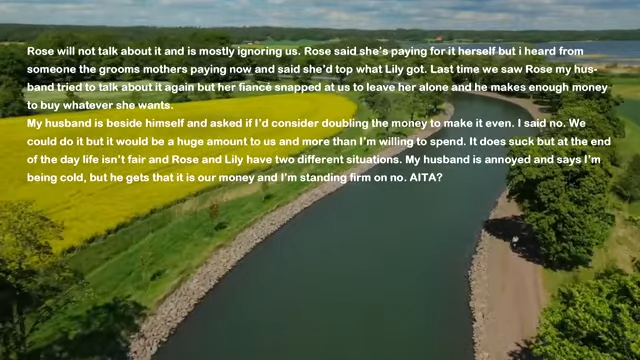 Rose will not talk about it and is mostly ignoring us. Rose said she's paying for it herself but i heard from
someone the grooms mothers paying now and said she'd top what Lily got. Last time we saw Rose my hus-
band tried to talk about it again but her fiancé snapped at us to leave her alone and he makes enough money
to buy whatever she wants.
My husband is beside himself and asked if I'd consider doubling the money to make it even. I said no. We
could do it but it would be a huge amount to us and more than I'm willing to spend. It does suck but at the end
of the day life isn't fair and Rose and Lily have two different situations. My husband is annoyed and says I'm
being cold, but he gets that it is our money and I'm standing firm on no. AITA?